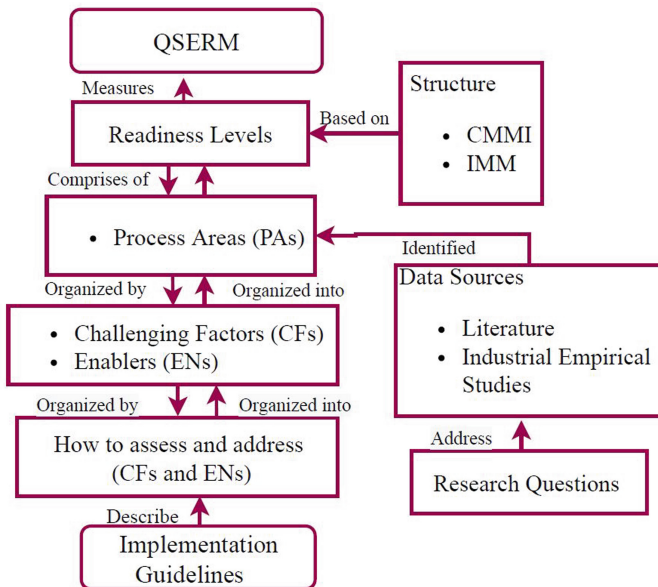 QSERM
Measures
Structure
Readiness Levels
Based on
• CMMI
• IMM
Comprises of
• Process Areas (PAs)
Identified
Organized by
Organized into
Data Sources
• Challenging Factors (CFs)
• Enablers (ENs)
• Literature
• Industrial Empirical
Studies
Organized by
Organized into
How to assess and address
(CFs and ENs)
Address
Research Questions
Describe
Implementation
Guidelines